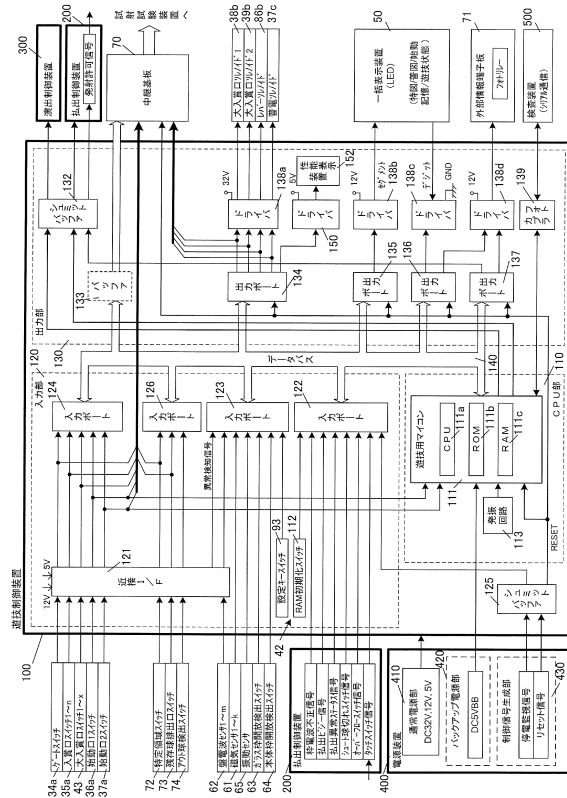 300
演出制御装置
200
払出制御装置
発射許可信号
70
中継基板
試射試験装置へ
38b
39b
86b
37c
大入賞口ソレノイド1
大入賞口ソレノイド2
レバーソレノイド
普電ソレノイド
50
一括表示装置
(LED)
(特図/普図/始動
記憶/遊技状態)
71
外部情報端子板
フォトリレー
500
検査装置
(シリアル通信)
132
シュミット
バッファ
133
バッファ
出力部
130
32V
ドライバ
138a
5V
性能表示
装置
152
ドライバ
150
12V
セグメント
ドライバ
138b
デジット
ドライバ
138c
GND
12V
ドライバ
138d
フォト
カプラ
139
出力
ポート
134
出力
ポート
135
出力
ポート
136
出力
ポート
137
データバス
140
110
120
入力部
124
入力ポート
126
入力ポート
123
入力ポート
122
入力ポート
異常検知信号
遊技制御装置
100
12V
5V
121
近接I/F
設定キースイッチ
93
RAM初期化スイッチ
112
42
遊技用マイコン
CPU
111a
ROM
111b
RAM
111c
111
CPU部
発振
回路
113
RESET
125
シュミット
バッファ
34a
ゲートスイッチ
35a
入賞口スイッチ1~n
43
大入賞口スイッチ1~x
36a
始動口1スイッチ
37a
始動口2スイッチ
72
特定領域スイッチ
73
残存球排出口スイッチ
74
アウト球検出スイッチ
62
盤電波センサ1~m
61
磁気センサ1~k
65
振動センサ
63
ガラス枠開放検出スイッチ
64
本体枠開放検出スイッチ
200
払出制御装置
枠電波不正信号
払出ビジー信号
払出異常ステータス信号
シュート球切れスイッチ信号
オーバーフロースイッチ信号
タッチスイッチ信号
400
電源装置
410
通常電源部
DC32V,12V,5V
420
バックアップ電源部
DC5VBB
430
制御信号生成部
停電監視信号
リセット信号